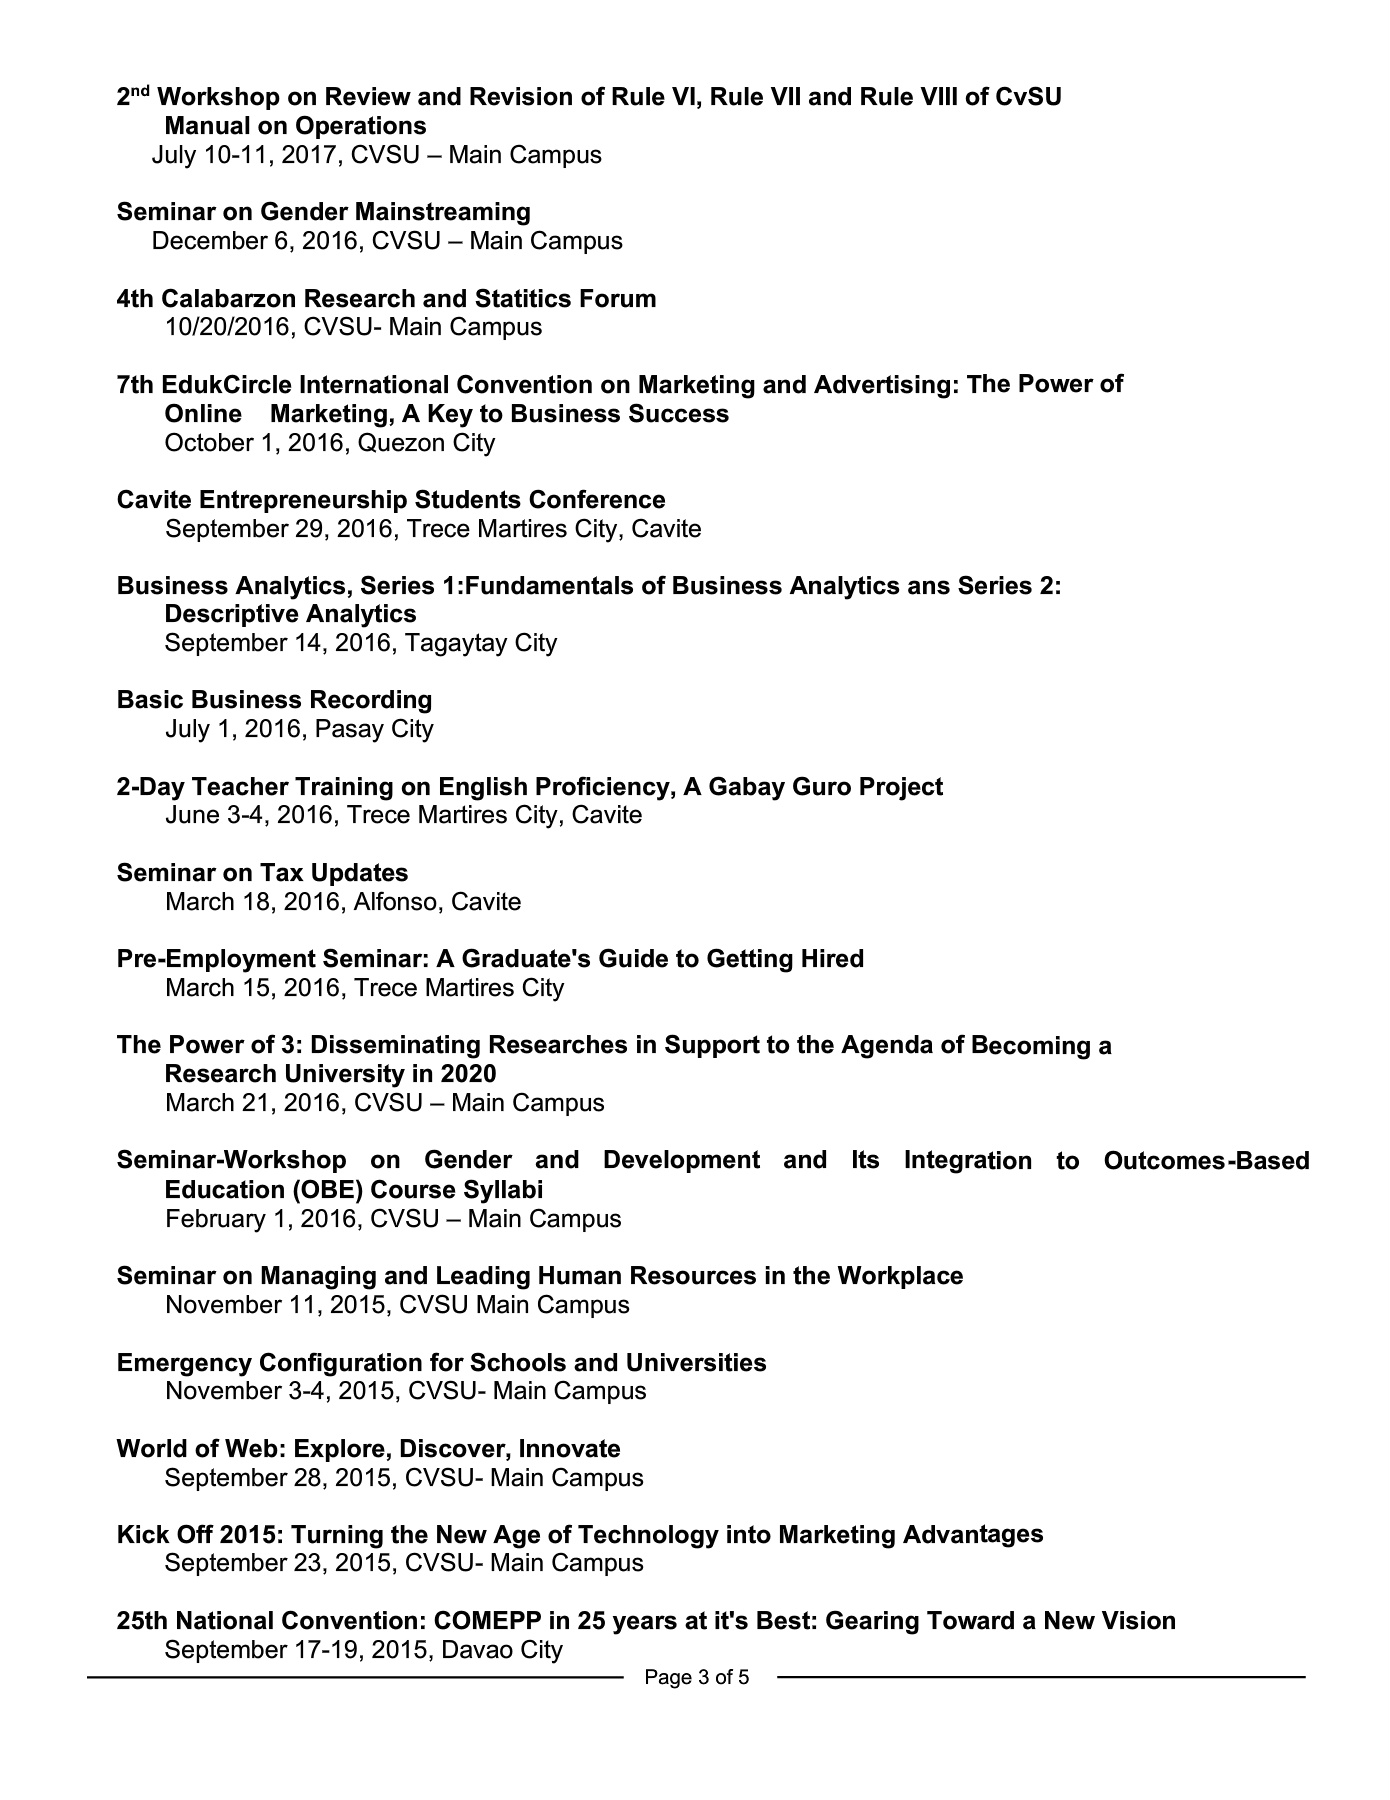 2nd Workshop on Review and Revision of Rule VI, Rule VII and Rule VIII of CvSU
Manual on Operations
July 10-11, 2017, CVSU – Main Campus
Seminar on Gender Mainstreaming
December 6, 2016, CVSU – Main Campus
4th Calabarzon Research and Statitics Forum
10/20/2016, CVSU- Main Campus
7th EdukCircle International Convention on Marketing and Advertising: The Power of
Online Marketing, A Key to Business Success
October 1, 2016, Quezon City
Cavite Entrepreneurship Students Conference
September 29, 2016, Trece Martires City, Cavite
Business Analytics, Series 1:Fundamentals of Business Analytics ans Series 2:
Descriptive Analytics
September 14, 2016, Tagaytay City
Basic Business Recording
July 1, 2016, Pasay City
2-Day Teacher Training on English Proficiency, A Gabay Guro Project
June 3-4, 2016, Trece Martires City, Cavite
Seminar on Tax Updates
March 18, 2016, Alfonso, Cavite
Pre-Employment Seminar: A Graduate's Guide to Getting Hired
March 15, 2016, Trece Martires City
The Power of 3: Disseminating Researches in Support to the Agenda of Becoming a
Research University in 2020
March 21, 2016, CVSU – Main Campus
Seminar-Workshop on Gender and Development and Its Integration to Outcomes-Based
Education (OBE) Course Syllabi
February 1, 2016, CVSU – Main Campus
Seminar on Managing and Leading Human Resources in the Workplace
November 11, 2015, CVSU Main Campus
Emergency Configuration for Schools and Universities
November 3-4, 2015, CVSU- Main Campus
World of Web: Explore, Discover, Innovate
September 28, 2015, CVSU- Main Campus
Kick Off 2015: Turning the New Age of Technology into Marketing Advantages
September 23, 2015, CVSU- Main Campus
25th National Convention: COMEPP in 25 years at it's Best: Gearing Toward a New Vision
September 17-19, 2015, Davao City
Page 3 of 5